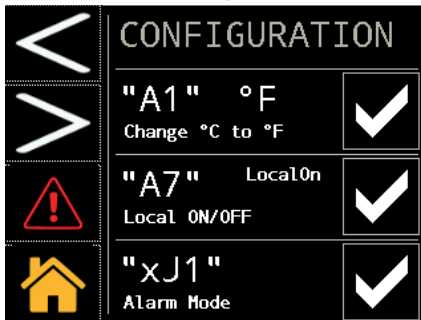 CONFIGURATION
"A1" °F
Change °C to °F
"A7" LocalOn
Local ON/OFF
"xJ1"
Alarm Mode